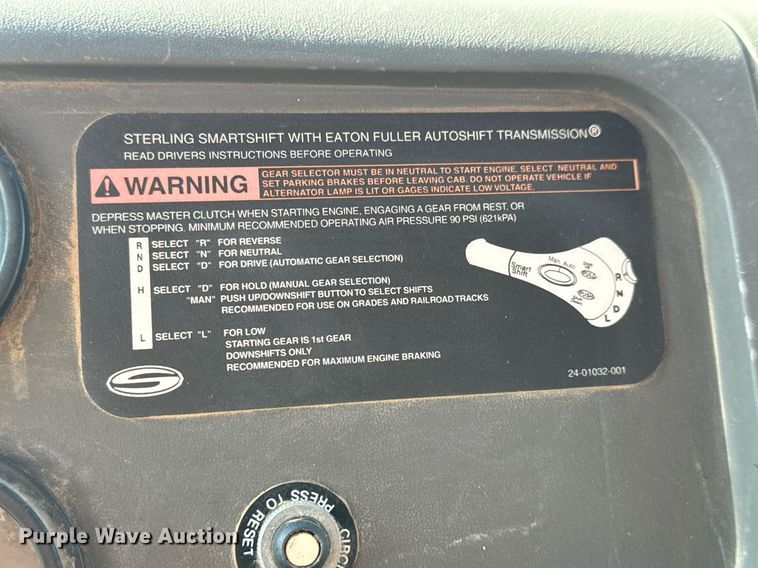 STERLING SMARTSHIFT WITH EATON FULLER AUTOSHIFT TRANSMISSION®
READ DRIVERS INSTRUCTIONS BEFORE OPERATING
WARNING
GEAR SELECTOR MUST BE IN NEUTRAL TO START ENGINE. SELECT NEUTRAL AND
SET PARKING BRAKES BEFORE LEAVING CAB. DO NOT OPERATE VEHICLE IF
ALTERNATOR LAMP IS LIT OR GAGES INDICATE LOW VOLTAGE.
DEPRESS MASTER CLUTCH WHEN STARTING ENGINE, ENGAGING A GEAR FROM REST, OR
WHEN STOPPING. MINIMUM RECOMMENDED OPERATING AIR PRESSURE 90 PSI (621kPA)
R SELECT "R" FOR REVERSE
N SELECT "N" FOR NEUTRAL
D SELECT "D" FOR DRIVE (AUTOMATIC GEAR SELECTION)
H SELECT "D" FOR HOLD (MANUAL GEAR SELECTION)
"MAN" PUSH UP/DOWNSHIFT BUTTON TO SELECT SHIFTS
RECOMMENDED FOR USE ON GRADES AND RAILROAD TRACKS
L SELECT "L" FOR LOW
STARTING GEAR IS 1st GEAR
DOWNSHIFTS ONLY
RECOMMENDED FOR MAXIMUM ENGINE BRAKING
Smart
Shift
Man Auto
PULL
PUSH
R
N
D
L
S
24-01032-001
PRESS TO RESET
Purple Wave Auction